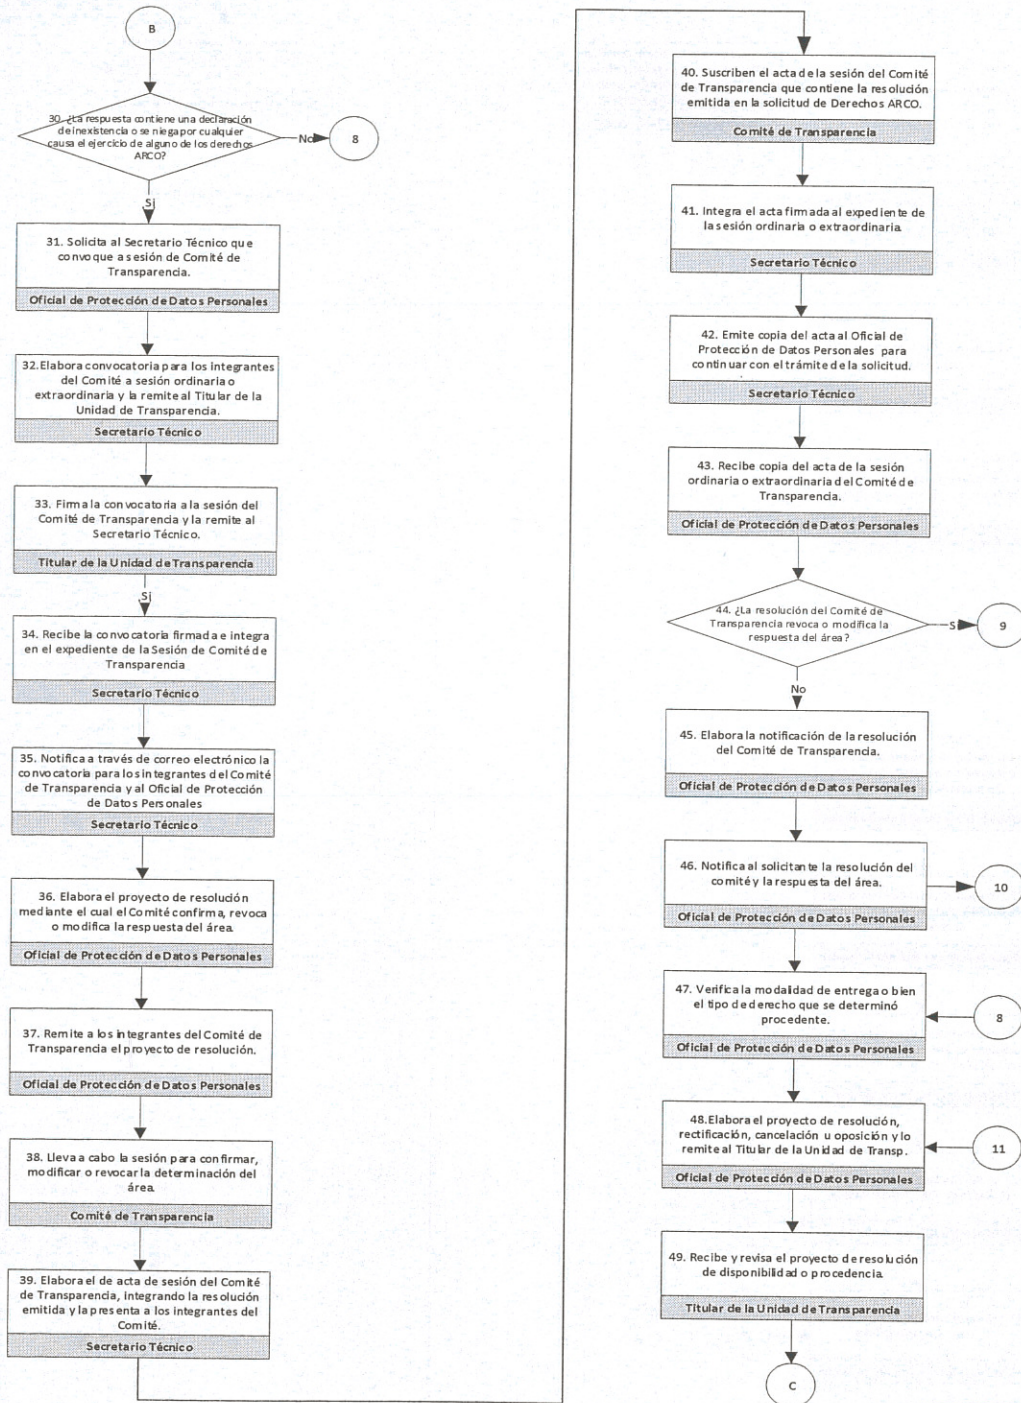 B
30. ¿La respuesta contiene una declaración
de inexistencia o se niega por cualquier
causa el ejercicio de alguno de los derechos
ARCO?
No
8
Si
31. Solicita al Secretario Técnico que
convoque a sesión de Comité de
Transparencia.
Oficial de Protección de Datos Personales
32.Elabora convocatoria para los integrantes
del Comité a sesión ordinaria o
extraordinaria y la remite al Titular de la
Unidad de Transparencia.
Secretario Técnico
33. Firma la convocatoria a la sesión del
Comité de Transparencia y la remite al
Secretario Técnico.
Titular de la Unidad de Transparencia
Si
34. Recibe la convocatoria firmada e integra
en el expediente de la Sesión de Comité de
Transparencia
Secretario Técnico
35. Notifica a través de correo electrónico la
convocatoria para los integrantes del Comité
de Transparencia y al Oficial de Protección
de Datos Personales
Secretario Técnico
36. Elabora el proyecto de resolución
mediante el cual el Comité confirma, revoca
o modifica la respuesta del área.
Oficial de Protección de Datos Personales
37. Remite a los integrantes del Comité de
Transparencia el proyecto de resolución.
Oficial de Protección de Datos Personales
38. Lleva a cabo la sesión para confirmar,
modificar o revocar la determinación del
área.
Comité de Transparencia
39. Elabora el de acta de sesión del Comité
de Transparencia, integrando la resolución
emitida y la presenta a los integrantes del
Comité.
Secretario Técnico
40. Suscriben el acta de la sesión del Comité
de Transparencia que contiene la resolución
emitida en la solicitud de Derechos ARCO.
Comité de Transparencia
41. Integra el acta firmada al expediente de
la sesión ordinaria o extraordinaria.
Secretario Técnico
42. Emite copia del acta al Oficial de
Protección de Datos Personales para
continuar con el trámite de la solicitud.
Secretario Técnico
43. Recibe copia del acta de la sesión
ordinaria o extraordinaria del Comité de
Transparencia.
Oficial de Protección de Datos Personales
44. ¿La resolución del Comité de
Transparencia revoca o modifica la
respuesta del área?
Si
9
No
45. Elabora la notificación de la resolución
del Comité de Transparencia.
Oficial de Protección de Datos Personales
46. Notifica al solicitante la resolución del
comité y la respuesta del área.
Oficial de Protección de Datos Personales
10
47. Verifica la modalidad de entrega o bien
el tipo de derecho que se determinó
procedente.
Oficial de Protección de Datos Personales
8
48.Elabora el proyecto de resolución,
rectificación, cancelación u oposición y lo
remite al Titular de la Unidad de Transp.
Oficial de Protección de Datos Personales
11
49. Recibe y revisa el proyecto de resolución
de disponibilidad o procedencia.
Titular de la Unidad de Transparencia
C